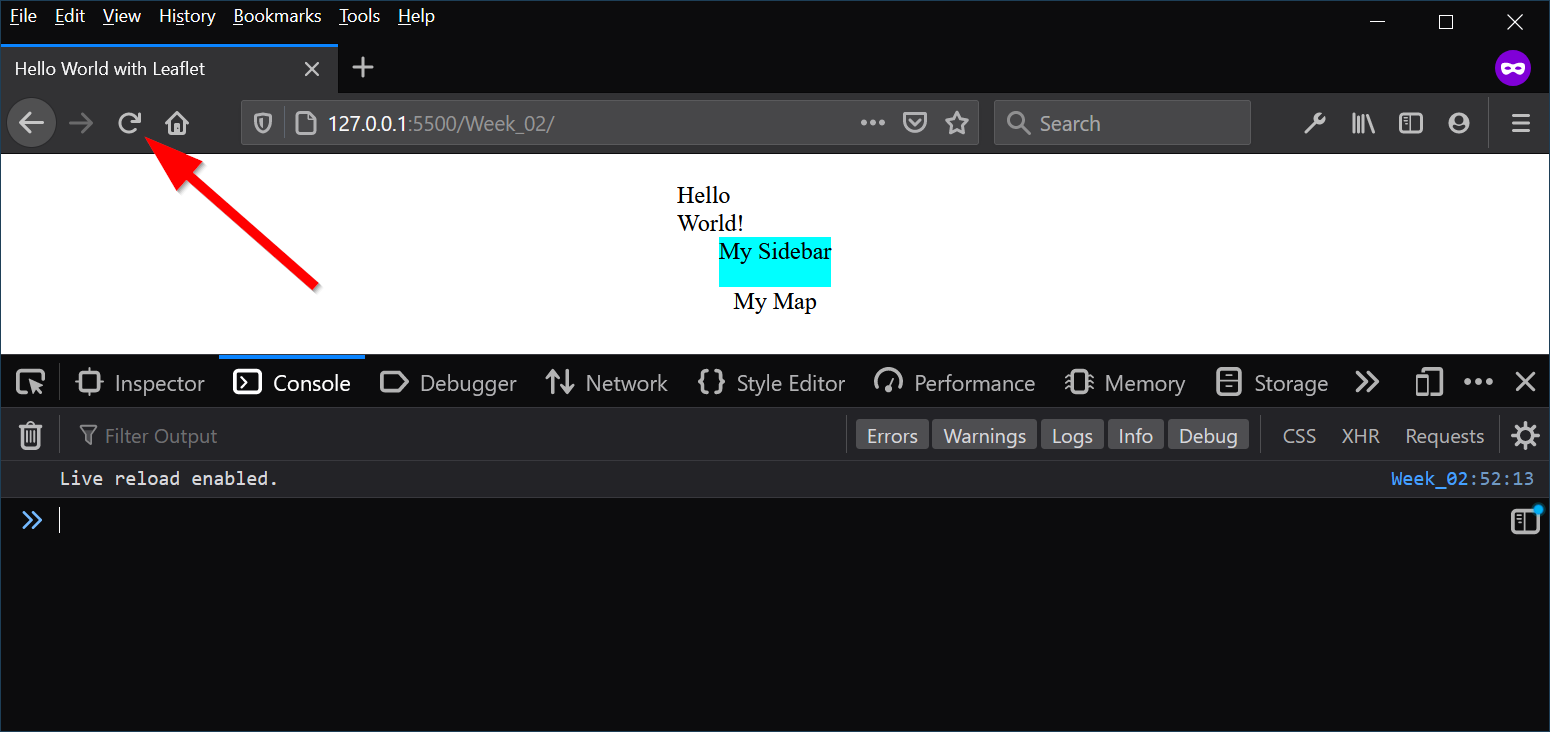 File Edit View History Bookmarks Tools Help
Hello World with Leaflet
127.0.0.1:5500/Week_02/ Search
Hello
World!
My Sidebar
My Map
Inspector Console Debugger Network Style Editor Performance Memory Storage
Filter Output Errors Warnings Logs Info Debug CSS XHR Requests
Live reload enabled. Week_02:52:13